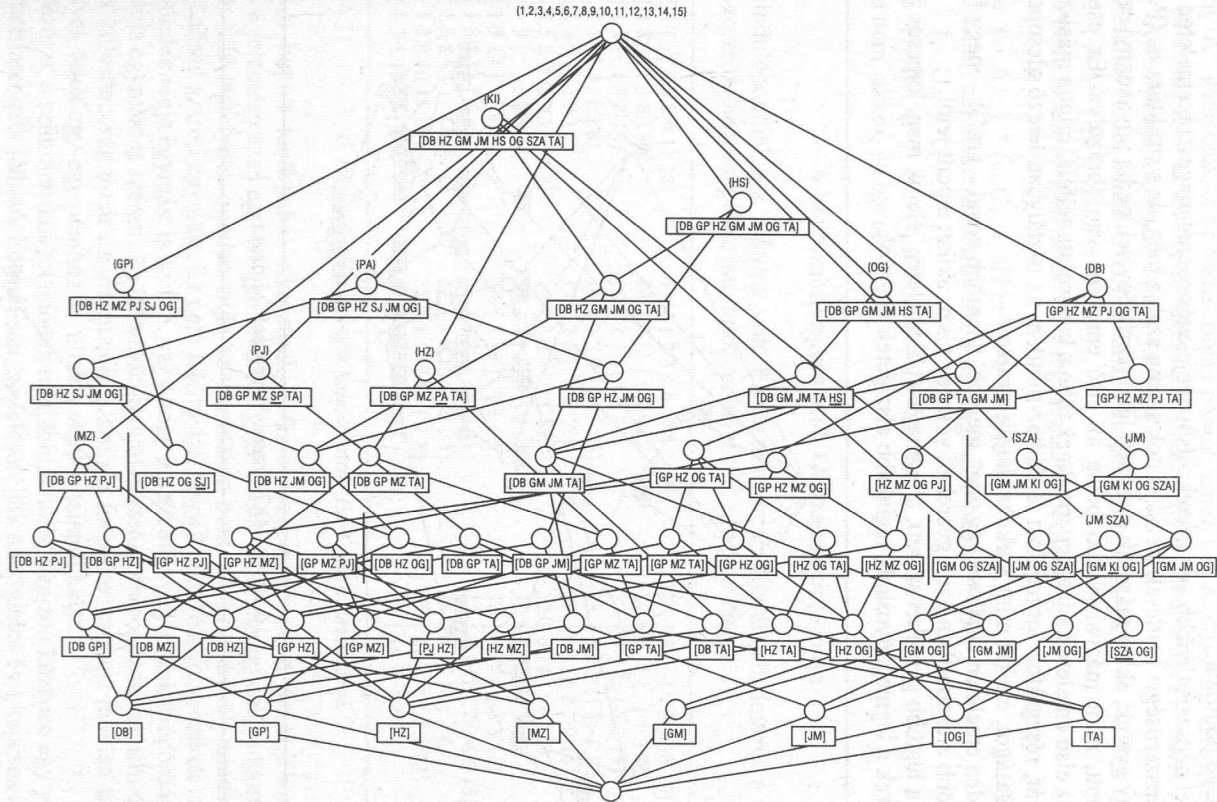 {1,2,3,4,5,6,7,8,9,10,11,12,13,14,15}
{KI}
[DB HZ GM JM HS OG SZA TA]
{HS}
[DB GP HZ GM JM OG TA]
{GP}
{PA}
{OG}
{DB}
[DB HZ MZ PJ SJ OG]
[DB GP HZ SJ JM OG]
[DB HZ GM JM OG TA]
[DB GP GM JM HS TA]
[GP HZ MZ PJ OG TA]
{PJ}
{HZ}
[DB HZ SJ JM OG]
[DB GP MZ SP TA]
[DB GP MZ PA TA]
[DB GP HZ JM OG]
[DB GM JM TA HS]
[DB GP TA GM JM]
[GP HZ MZ PJ TA]
{MZ}
{SZA}
{JM}
[DB GP HZ PJ]
[DB HZ OG SJ]
[DB HZ JM OG]
[DB GP MZ TA]
[DB GM JM TA]
[GP HZ OG TA]
[GP HZ MZ OG]
[HZ MZ OG PJ]
[GM JM KI OG]
[GM KI OG SZA]
{JM SZA}
[DB HZ PJ]
[DB GP HZ]
[GP HZ PJ]
[GP HZ MZ]
[GP MZ PJ]
[DB HZ OG]
[DB GP TA]
[DB GP JM]
[GP MZ TA]
[GP MZ TA]
[GP HZ OG]
[HZ OG TA]
[HZ MZ OG]
[GM OG SZA]
[JM OG SZA]
[GM KI OG]
[GM JM OG]
[DB GP]
[DB MZ]
[DB HZ]
[GP HZ]
[GP MZ]
[PJ HZ]
[HZ MZ]
[DB JM]
[GP TA]
[DB TA]
[HZ TA]
[HZ OG]
[GM OG]
[GM JM]
[JM OG]
[SZA OG]
[DB]
[GP]
[HZ]
[MZ]
[GM]
[JM]
[OG]
[TA]